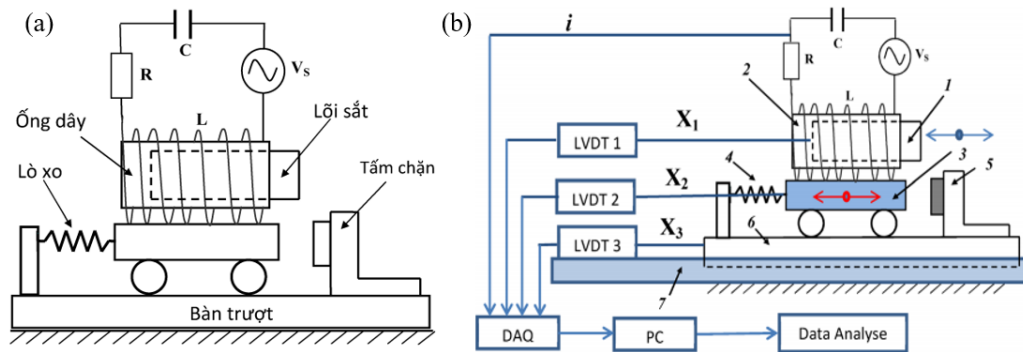 (a)
C
R
Vs
L
Ống dây
Lõi sắt
Lò xo
Tấm chặn
Bàn trượt
(b)
i
C
R
Vs
L
2
1
X1
LVDT 1
4
3
5
X2
LVDT 2
6
X3
LVDT 3
7
DAQ
PC
Data Analyse